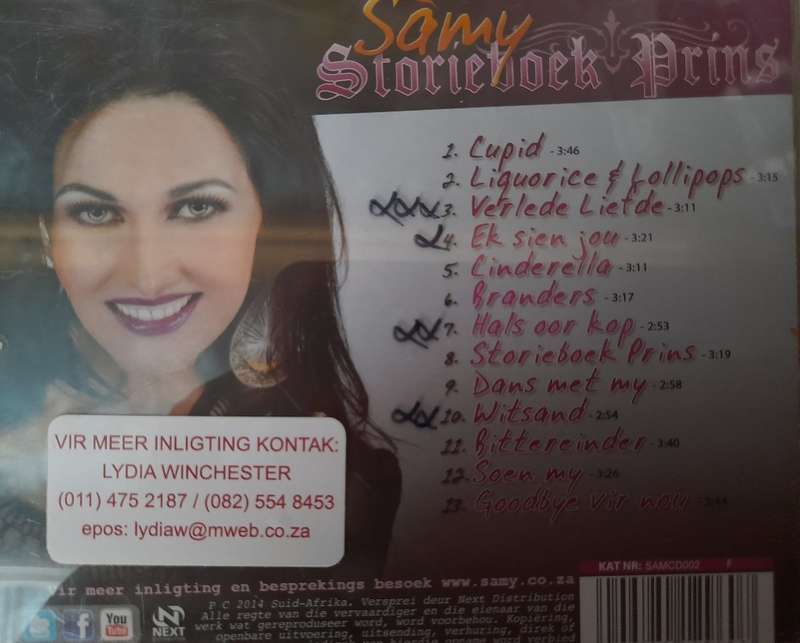 Samy
Storieboek Prins
1. Cupid - 3:46
2. Liquorice & Lollipops - 3:15
3. Verlede Liefde - 3:11
4. Ek sien jou - 3:21
5. Cinderella - 3:11
6. Branders - 3:17
7. Hals oor kop - 2:53
8. Storieboek Prins - 3:19
9. Dans met my - 2:58
10. Witsand - 2:54
11. Bittereinder - 3:40
12. Soen my - 3:26
13. Goodbye vir nou
VIR MEER INLIGTING KONTAK:
LYDIA WINCHESTER
(011) 475 2187 / (082) 554 8453
epos: lydiaw@mweb.co.za
KAT NR: SAMCD002 F
Vir meer inligting en besprekings besoek www.samy.co.za
You
Tube
NEXT
P C 2014 Suid-Afrika. Versprei deur Next Distribution
Alle regte van die vervaardiger en die eienaar van die
werk wat gereproduseer word, word voorbehou. Kopiëring,
openbare uitvoering, uitsending, verhuring, direk of